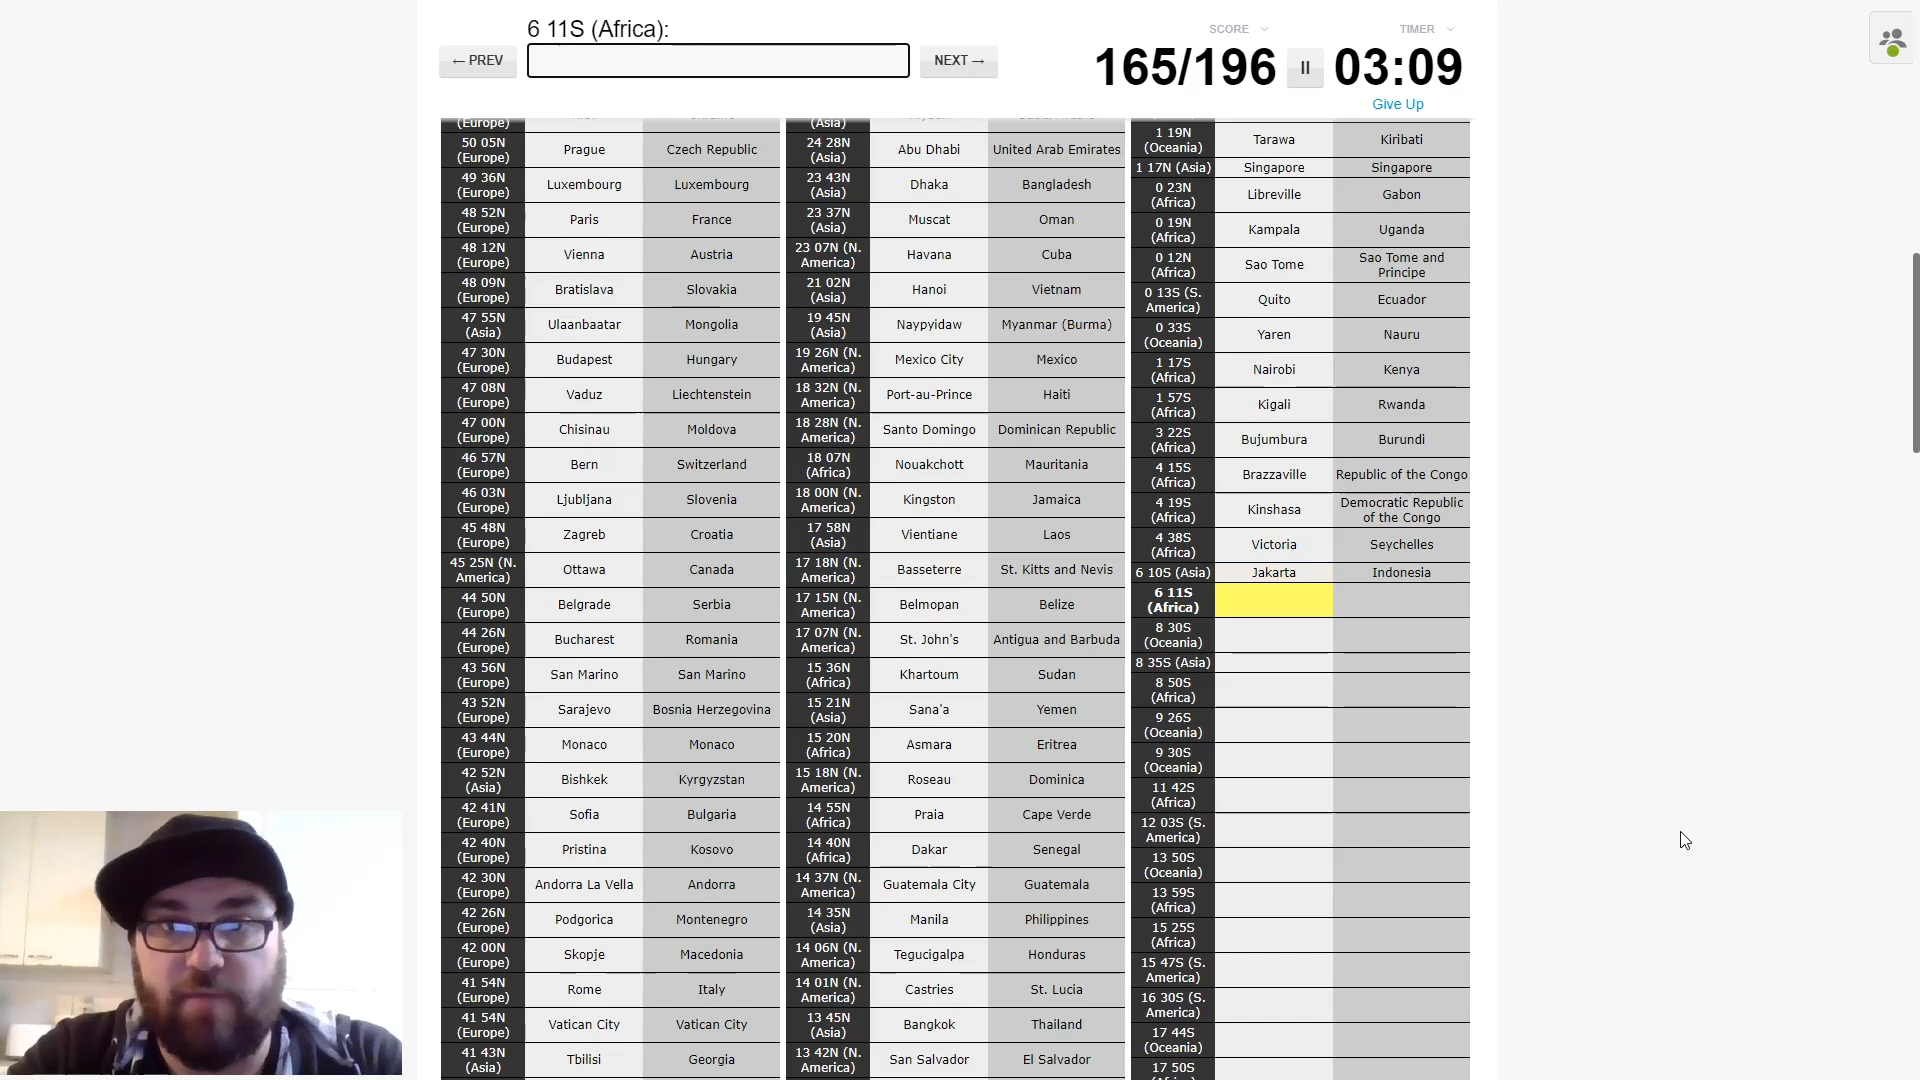 6 11S (Africa):
← PREV
NEXT →
SCORE
165/196
TIMER
03:09
Give Up
(Europe)
50 05N (Europe) Prague Czech Republic
49 36N (Europe) Luxembourg Luxembourg
48 52N (Europe) Paris France
48 12N (Europe) Vienna Austria
48 09N (Europe) Bratislava Slovakia
47 55N (Asia) Ulaanbaatar Mongolia
47 30N (Europe) Budapest Hungary
47 08N (Europe) Vaduz Liechtenstein
47 00N (Europe) Chisinau Moldova
46 57N (Europe) Bern Switzerland
46 03N (Europe) Ljubljana Slovenia
45 48N (Europe) Zagreb Croatia
45 25N (N. America) Ottawa Canada
44 50N (Europe) Belgrade Serbia
44 26N (Europe) Bucharest Romania
43 56N (Europe) San Marino San Marino
43 52N (Europe) Sarajevo Bosnia Herzegovina
43 44N (Europe) Monaco Monaco
42 52N (Asia) Bishkek Kyrgyzstan
42 41N (Europe) Sofia Bulgaria
42 40N (Europe) Pristina Kosovo
42 30N (Europe) Andorra La Vella Andorra
42 26N (Europe) Podgorica Montenegro
42 00N (Europe) Skopje Macedonia
41 54N (Europe) Rome Italy
41 54N (Europe) Vatican City Vatican City
41 43N (Asia) Tbilisi Georgia
(Asia)
24 28N (Asia) Abu Dhabi United Arab Emirates
23 43N (Asia) Dhaka Bangladesh
23 37N (Asia) Muscat Oman
23 07N (N. America) Havana Cuba
21 02N (Asia) Hanoi Vietnam
19 45N (Asia) Naypyidaw Myanmar (Burma)
19 26N (N. America) Mexico City Mexico
18 32N (N. America) Port-au-Prince Haiti
18 28N (N. America) Santo Domingo Dominican Republic
18 07N (Africa) Nouakchott Mauritania
18 00N (N. America) Kingston Jamaica
17 58N (Asia) Vientiane Laos
17 18N (N. America) Basseterre St. Kitts and Nevis
17 15N (N. America) Belmopan Belize
17 07N (N. America) St. John's Antigua and Barbuda
15 36N (Africa) Khartoum Sudan
15 21N (Asia) Sana'a Yemen
15 20N (Africa) Asmara Eritrea
15 18N (N. America) Roseau Dominica
14 55N (Africa) Praia Cape Verde
14 40N (Africa) Dakar Senegal
14 37N (N. America) Guatemala City Guatemala
14 35N (Asia) Manila Philippines
14 06N (N. America) Tegucigalpa Honduras
14 01N (N. America) Castries St. Lucia
13 45N (Asia) Bangkok Thailand
13 42N (N. America) San Salvador El Salvador
1 19N (Oceania) Tarawa Kiribati
1 17N (Asia) Singapore Singapore
0 23N (Africa) Libreville Gabon
0 19N (Africa) Kampala Uganda
0 12N (Africa) Sao Tome Sao Tome and Principe
0 13S (S. America) Quito Ecuador
0 33S (Oceania) Yaren Nauru
1 17S (Africa) Nairobi Kenya
1 57S (Africa) Kigali Rwanda
3 22S (Africa) Bujumbura Burundi
4 15S (Africa) Brazzaville Republic of the Congo
4 19S (Africa) Kinshasa Democratic Republic of the Congo
4 38S (Africa) Victoria Seychelles
6 10S (Asia) Jakarta Indonesia
6 11S (Africa)
8 30S (Oceania)
8 35S (Asia)
8 50S (Africa)
9 26S (Oceania)
9 30S (Oceania)
11 42S (Africa)
12 03S (S. America)
13 50S (Oceania)
13 59S (Africa)
15 25S (Africa)
15 47S (S. America)
16 30S (S. America)
17 44S (Oceania)
17 50S